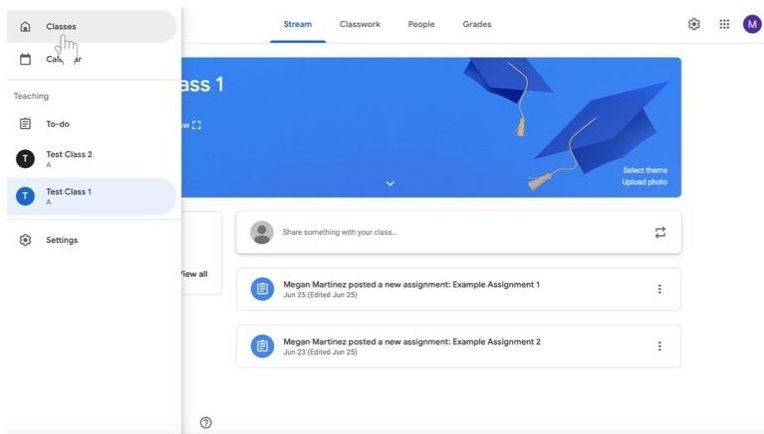 Classes
Stream
Classwork
People
Grades
M
Calendar
Teaching
To-do
T
Test Class 2
A
T
Test Class 1
A
Settings
ass 1
Select theme
Upload photo
Share something with your class...
iew all
Megan Martinez posted a new assignment: Example Assignment 1
Jun 25 (Edited Jun 25)
Megan Martinez posted a new assignment: Example Assignment 2
Jun 23 (Edited Jun 25)